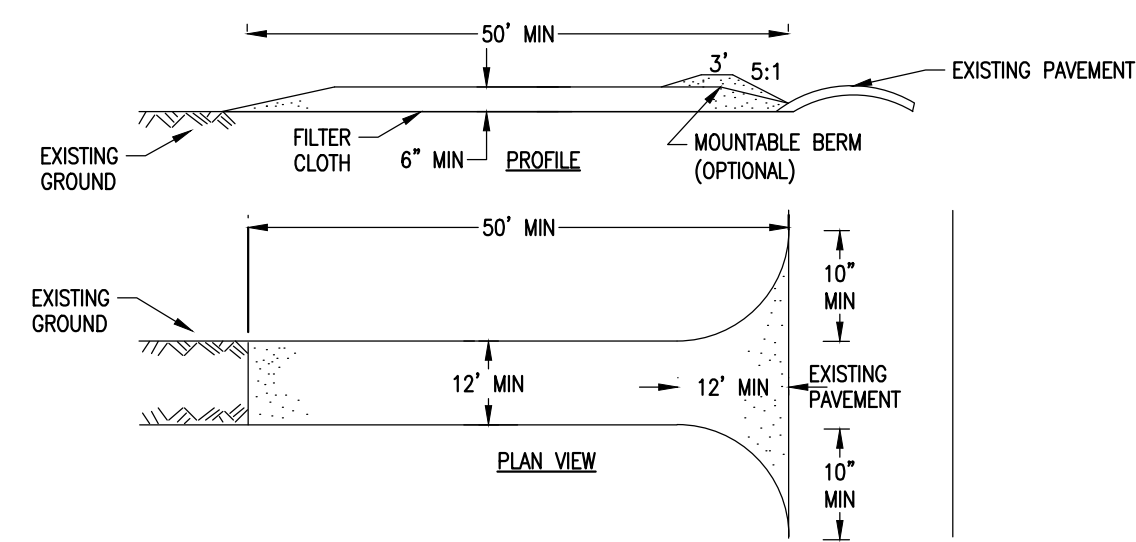 50' MIN
3'
5:1
EXISTING PAVEMENT
EXISTING
GROUND
FILTER
CLOTH
6" MIN
PROFILE
MOUNTABLE BERM
(OPTIONAL)
50' MIN
EXISTING
GROUND
10"
MIN
12' MIN
12' MIN
EXISTING
PAVEMENT
PLAN VIEW
10"
MIN